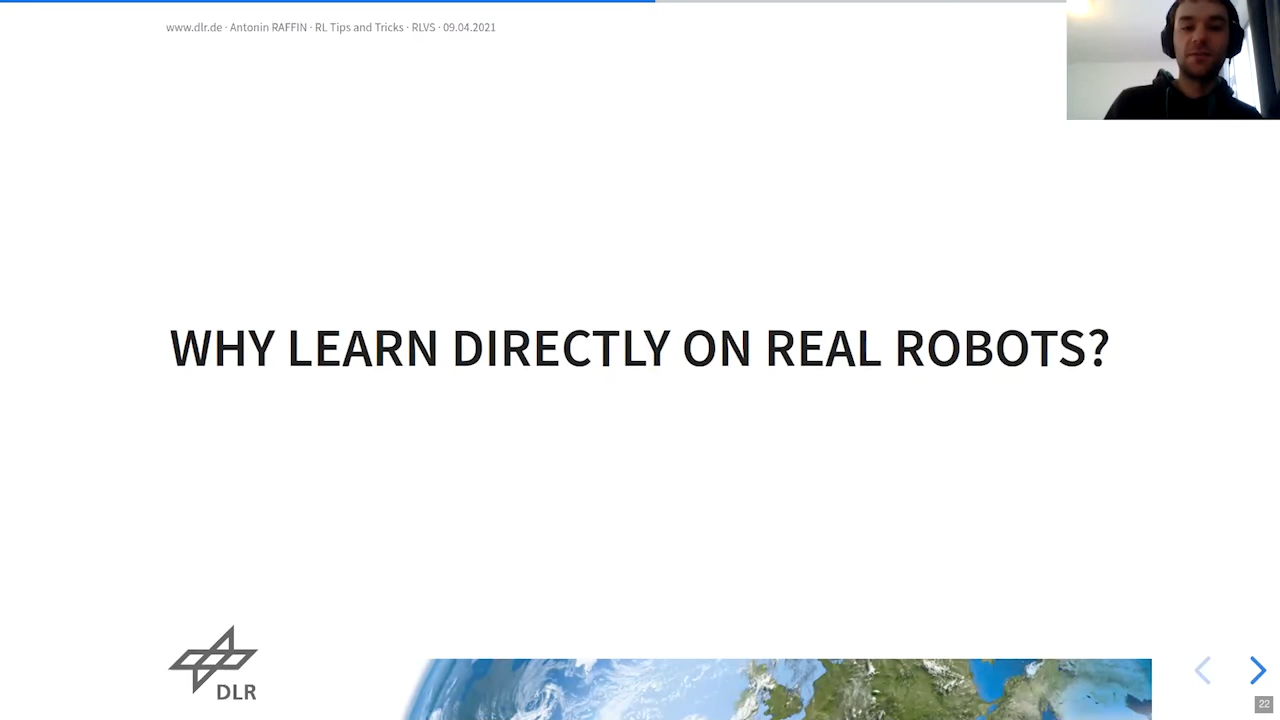 www.dlr.de · Antonin RAFFIN · RL Tips and Tricks · RLVS · 09.04.2021
WHY LEARN DIRECTLY ON REAL ROBOTS?
DLR
22